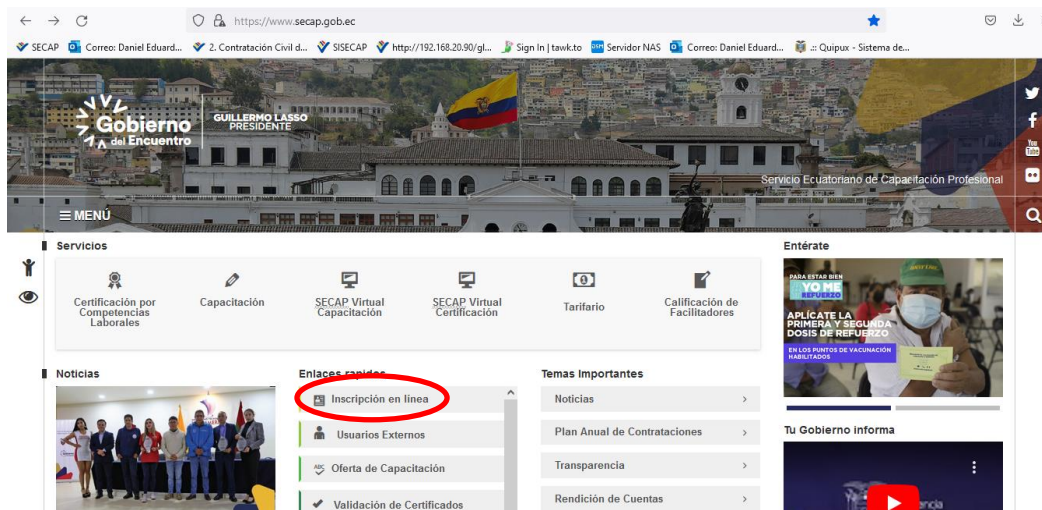 https://www.secap.gob.ec
SECAP
Correo: Daniel Eduard...
2. Contratación Civil d...
SISECAP
http://192.168.20.90/gl...
Sign In | tawk.to
Servidor NAS
Correo: Daniel Eduard...
.:: Quipux - Sistema de...
Gobierno
del Encuentro
GUILLERMO LASSO
PRESIDENTE
Servicio Ecuatoriano de Capacitación Profesional
You
Tube
MENÚ
Servicios
Certificación por
Competencias
Laborales
Capacitación
SECAP Virtual
Capacitación
SECAP Virtual
Certificación
Tarifario
Calificación de
Facilitadores
Entérate
PARA ESTAR BIEN
#YO ME
REFUERZO
APLÍCATE LA
PRIMERA Y SEGUNDA
DOSIS DE REFUERZO
EN LOS PUNTOS DE VACUNACIÓN
HABILITADOS
Noticias
Enlaces rapidos
Inscripción en línea
Usuarios Externos
ABC
Oferta de Capacitación
Validación de Certificados
Temas Importantes
Noticias
Plan Anual de Contrataciones
Transparencia
Rendición de Cuentas
Tu Gobierno informa